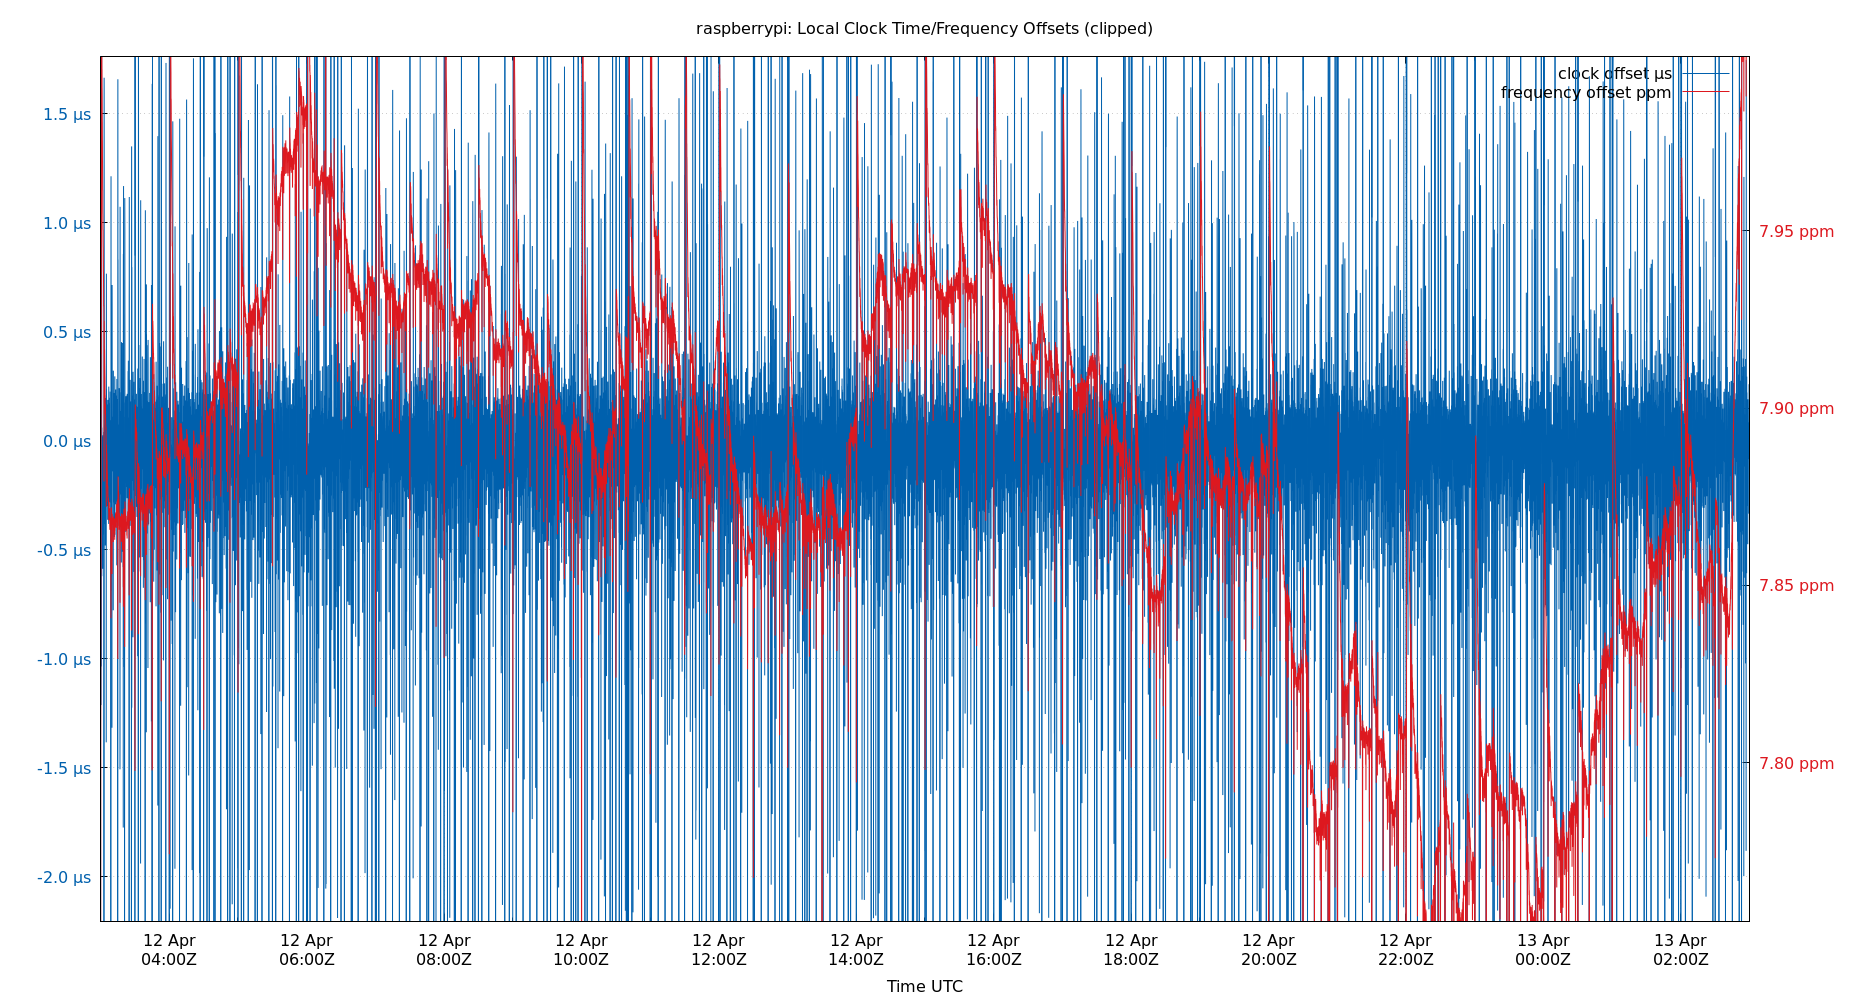 raspberrypi: Local Clock Time/Frequency Offsets (clipped)
clock offset µs
frequency offset ppm
1.5 µs
1.0 µs
0.5 µs
0.0 µs
-0.5 µs
-1.0 µs
-1.5 µs
-2.0 µs
7.95 ppm
7.90 ppm
7.85 ppm
7.80 ppm
12 Apr 12 Apr 12 Apr 12 Apr 12 Apr 12 Apr 12 Apr 12 Apr 12 Apr 12 Apr 13 Apr 13 Apr
04:00Z 06:00Z 08:00Z 10:00Z 12:00Z 14:00Z 16:00Z 18:00Z 20:00Z 22:00Z 00:00Z 02:00Z
Time UTC